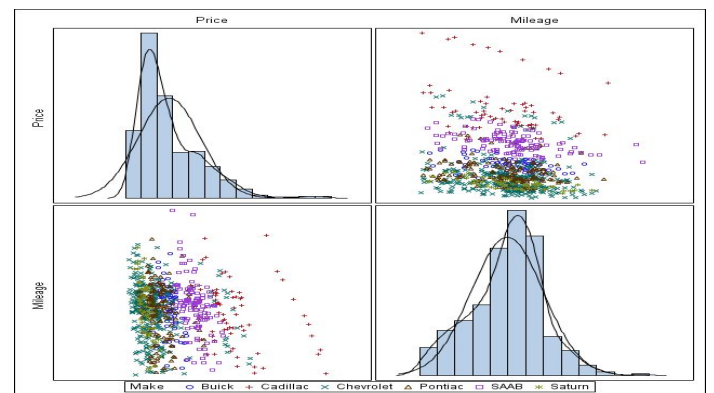 Price Mileage
Price
Mileage
Make Buick Cadillac Chevrolet Pontiac SAAB Saturn